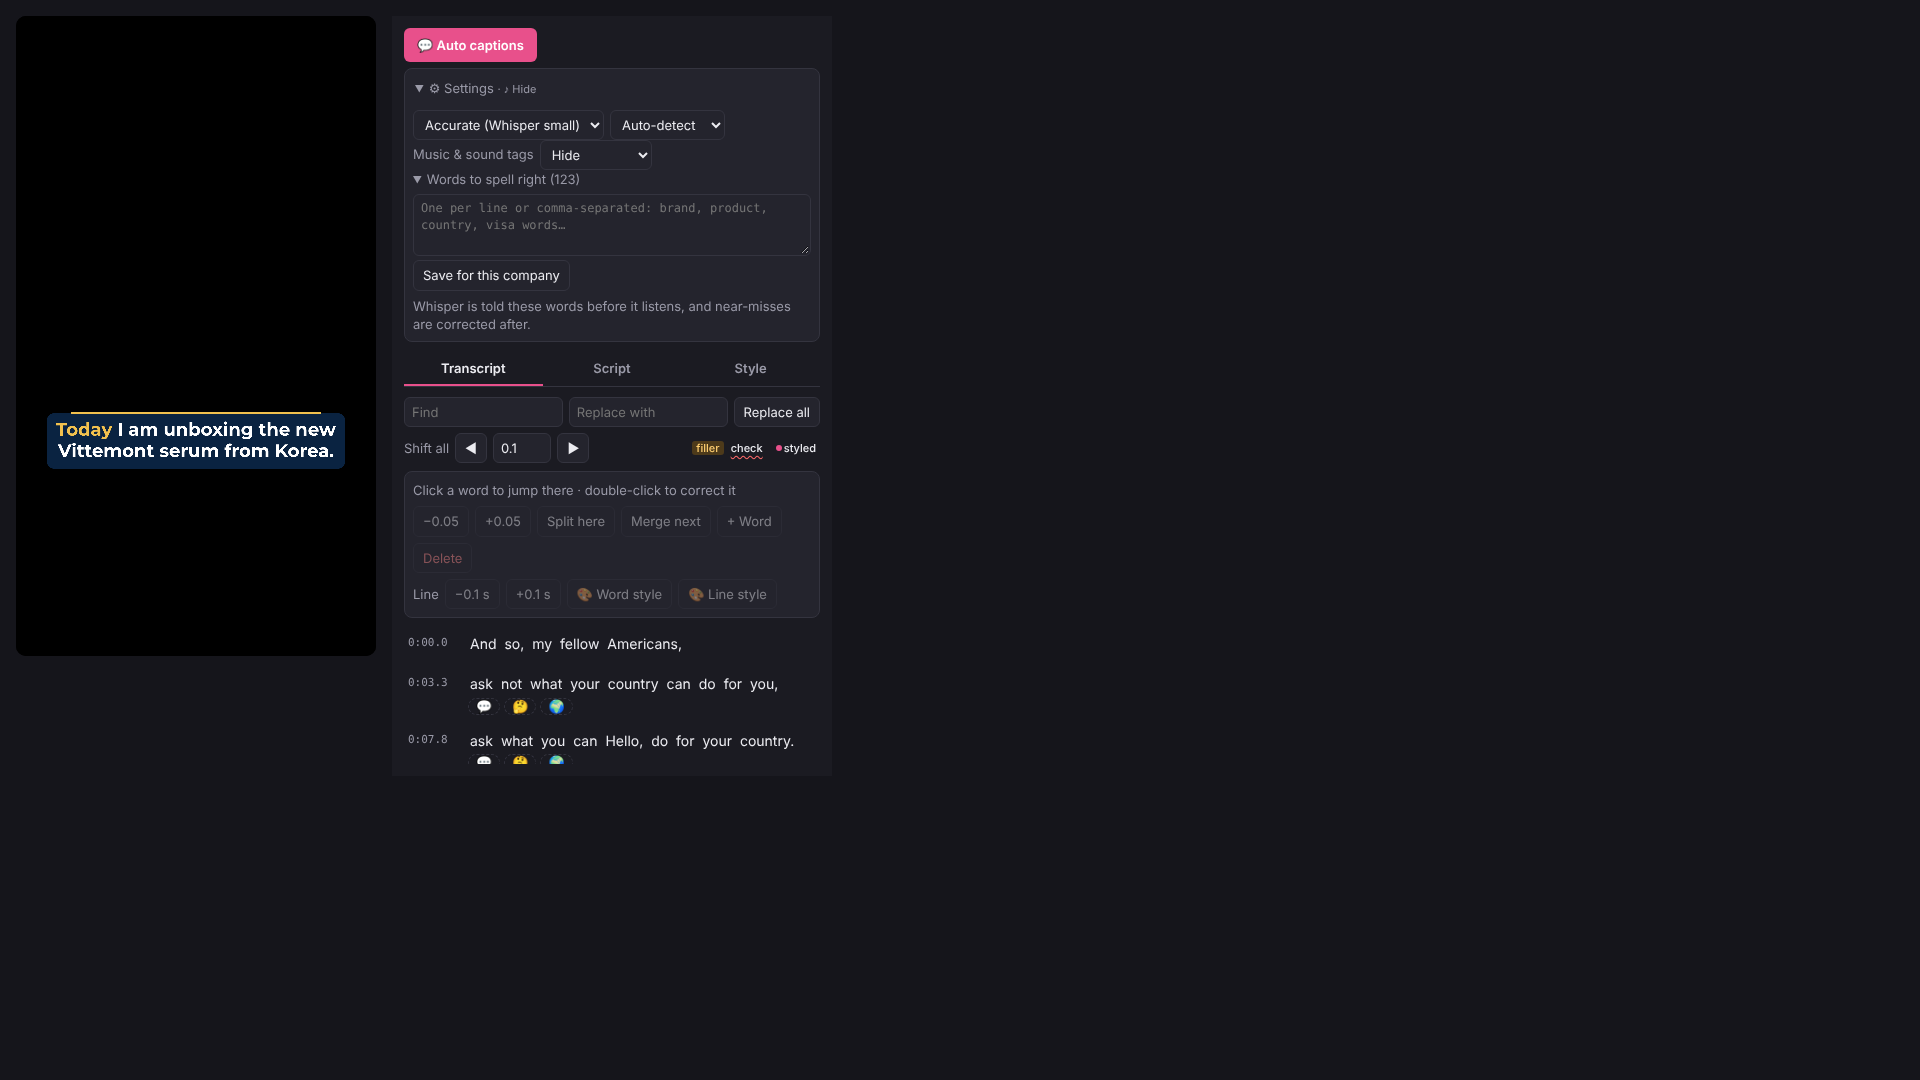 Today I am unboxing the new
Vittemont serum from Korea.
💬 Auto captions
▼ ⚙ Settings · ♪ Hide
Accurate (Whisper small) Auto-detect
Music & sound tags Hide
▼ Words to spell right (123)
One per line or comma-separated: brand, product,
country, visa words…
Save for this company
Whisper is told these words before it listens, and near-misses
are corrected after.
Transcript Script Style
Find Replace with Replace all
Shift all ◀ 0.1 ▶ filler check styled
Click a word to jump there · double-click to correct it
−0.05 +0.05 Split here Merge next + Word
Delete
Line −0.1 s +0.1 s 🎨 Word style 🎨 Line style
0:00.0 And so, my fellow Americans,
0:03.3 ask not what your country can do for you,
💬 🤔 🌍
0:07.8 ask what you can Hello, do for your country.
💬 🤔 🌍